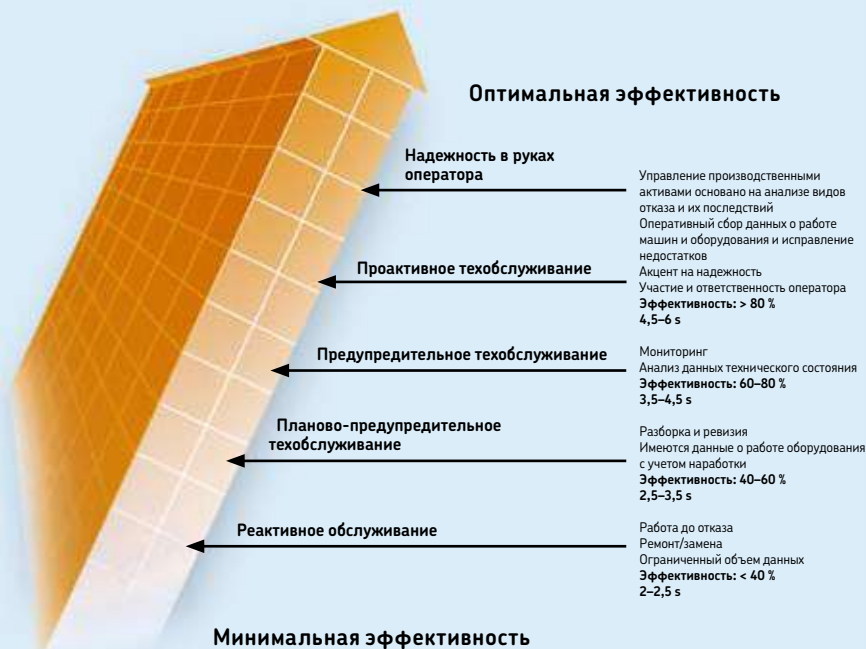 Оптимальная эффективность
Надежность в руках
оператора
Управление производственными
активами основано на анализе видов
отказа и их последствий
Оперативный сбор данных о работе
машин и оборудования и исправление
недостатков
Проактивное техобслуживание
Акцент на надежность
Участие и ответственность оператора
Эффективность: > 80 %
4,5–6 s
Предупредительное техобслуживание
Мониторинг
Анализ данных технического состояния
Эффективность: 60–80 %
3,5–4,5 s
Планово-предупредительное
техобслуживание
Разборка и ревизия
Имеются данные о работе оборудования
с учетом наработки
Эффективность: 40–60 %
2,5–3,5 s
Реактивное обслуживание
Работа до отказа
Ремонт/замена
Ограниченный объем данных
Эффективность: < 40 %
2–2,5 s
Минимальная эффективность